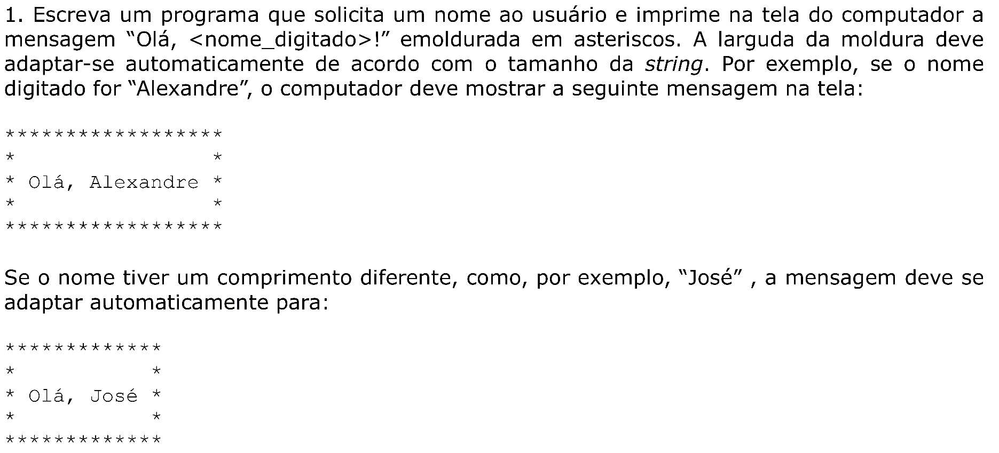 1. Escreva um programa que solicita um nome ao usuário e imprime na tela do computador a
mensagem “Olá, <nome_digitado>!” emoldurada em asteriscos. A larguda da moldura deve
adaptar-se automaticamente de acordo com o tamanho da string. Por exemplo, se o nome
digitado for “Alexandre”, o computador deve mostrar a seguinte mensagem na tela:
******************
*                *
* Olá, Alexandre *
*                *
******************
Se o nome tiver um comprimento diferente, como, por exemplo, “José” , a mensagem deve se
adaptar automaticamente para:
*************
*           *
* Olá, José *
*           *
*************